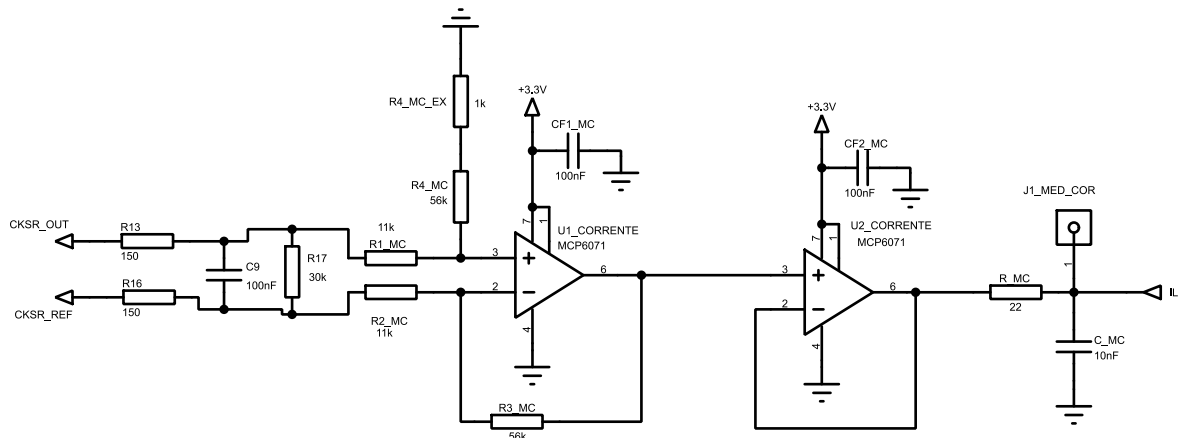 +3.3V
R4_MC_EX
1k
CF1_MC
100nF
+3.3V
CF2_MC
100nF
J1_MED_COR
1
R4_MC
56k
7
1
U1_CORRENTE
MCP6071
7
1
U2_CORRENTE
MCP6071
CKSR_OUT
R13
150
11k
R1_MC
3
+
6
C9
100nF
R17
30k
3
+
6
R_MC
22
IL
R16
150
CKSR_REF
R2_MC
11k
2
4
2
4
C_MC
10nF
R3_MC
56k